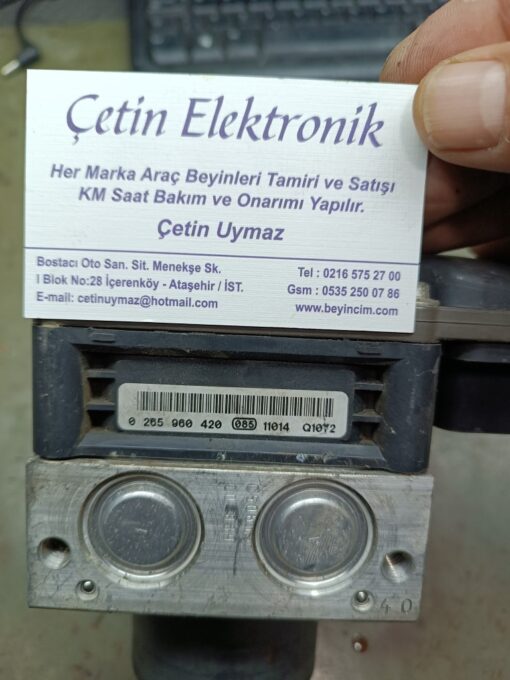 Çetin Elektronik
Her Marka Araç Beyinleri Tamiri ve Satışı
KM Saat Bakım ve Onarımı Yapılır.
Çetin Uymaz
Bostacı Oto San. Sit. Menekşe Sk.
I Blok No:28 İçerenköy - Ataşehir / İST.
E-mail: cetinuymaz@hotmail.com
Tel : 0216 575 27 00
Gsm : 0535 250 07 86
www.beyincim.com
0 265 960 420 085 11014 Q1072
40